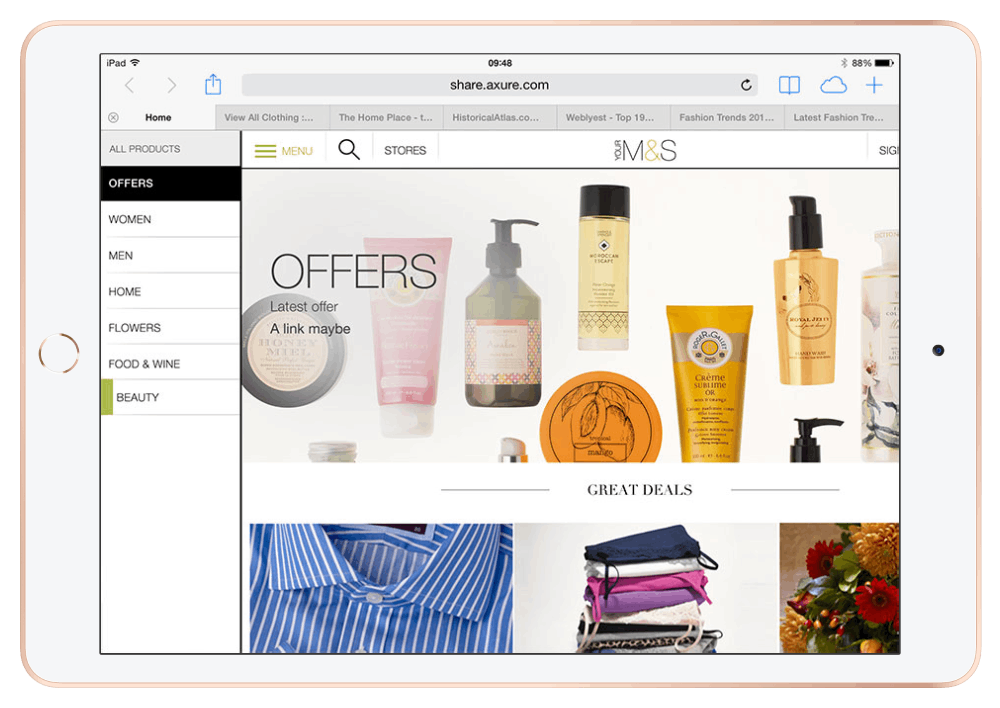 iPad
09:48
88%
share.axure.com
Home
View All Clothing :...
The Home Place - t...
HistoricalAtlas.co...
Weblyest - Top 19...
Fashion Trends 201...
Latest Fashion Tre...
ALL PRODUCTS
MENU
STORES
YOUR M&S
SIGI
OFFERS
WOMEN
MEN
HOME
FLOWERS
FOOD & WINE
BEAUTY
OFFERS
Latest offer
A link maybe
HONEY
MIEL
MOROCCAN
ESCAPE
ROYAL JELLY
HAND WASH
ROGER & GALLET
PARIS
CRÈME
SUBLIME
OR
tropical
mango
GREAT DEALS